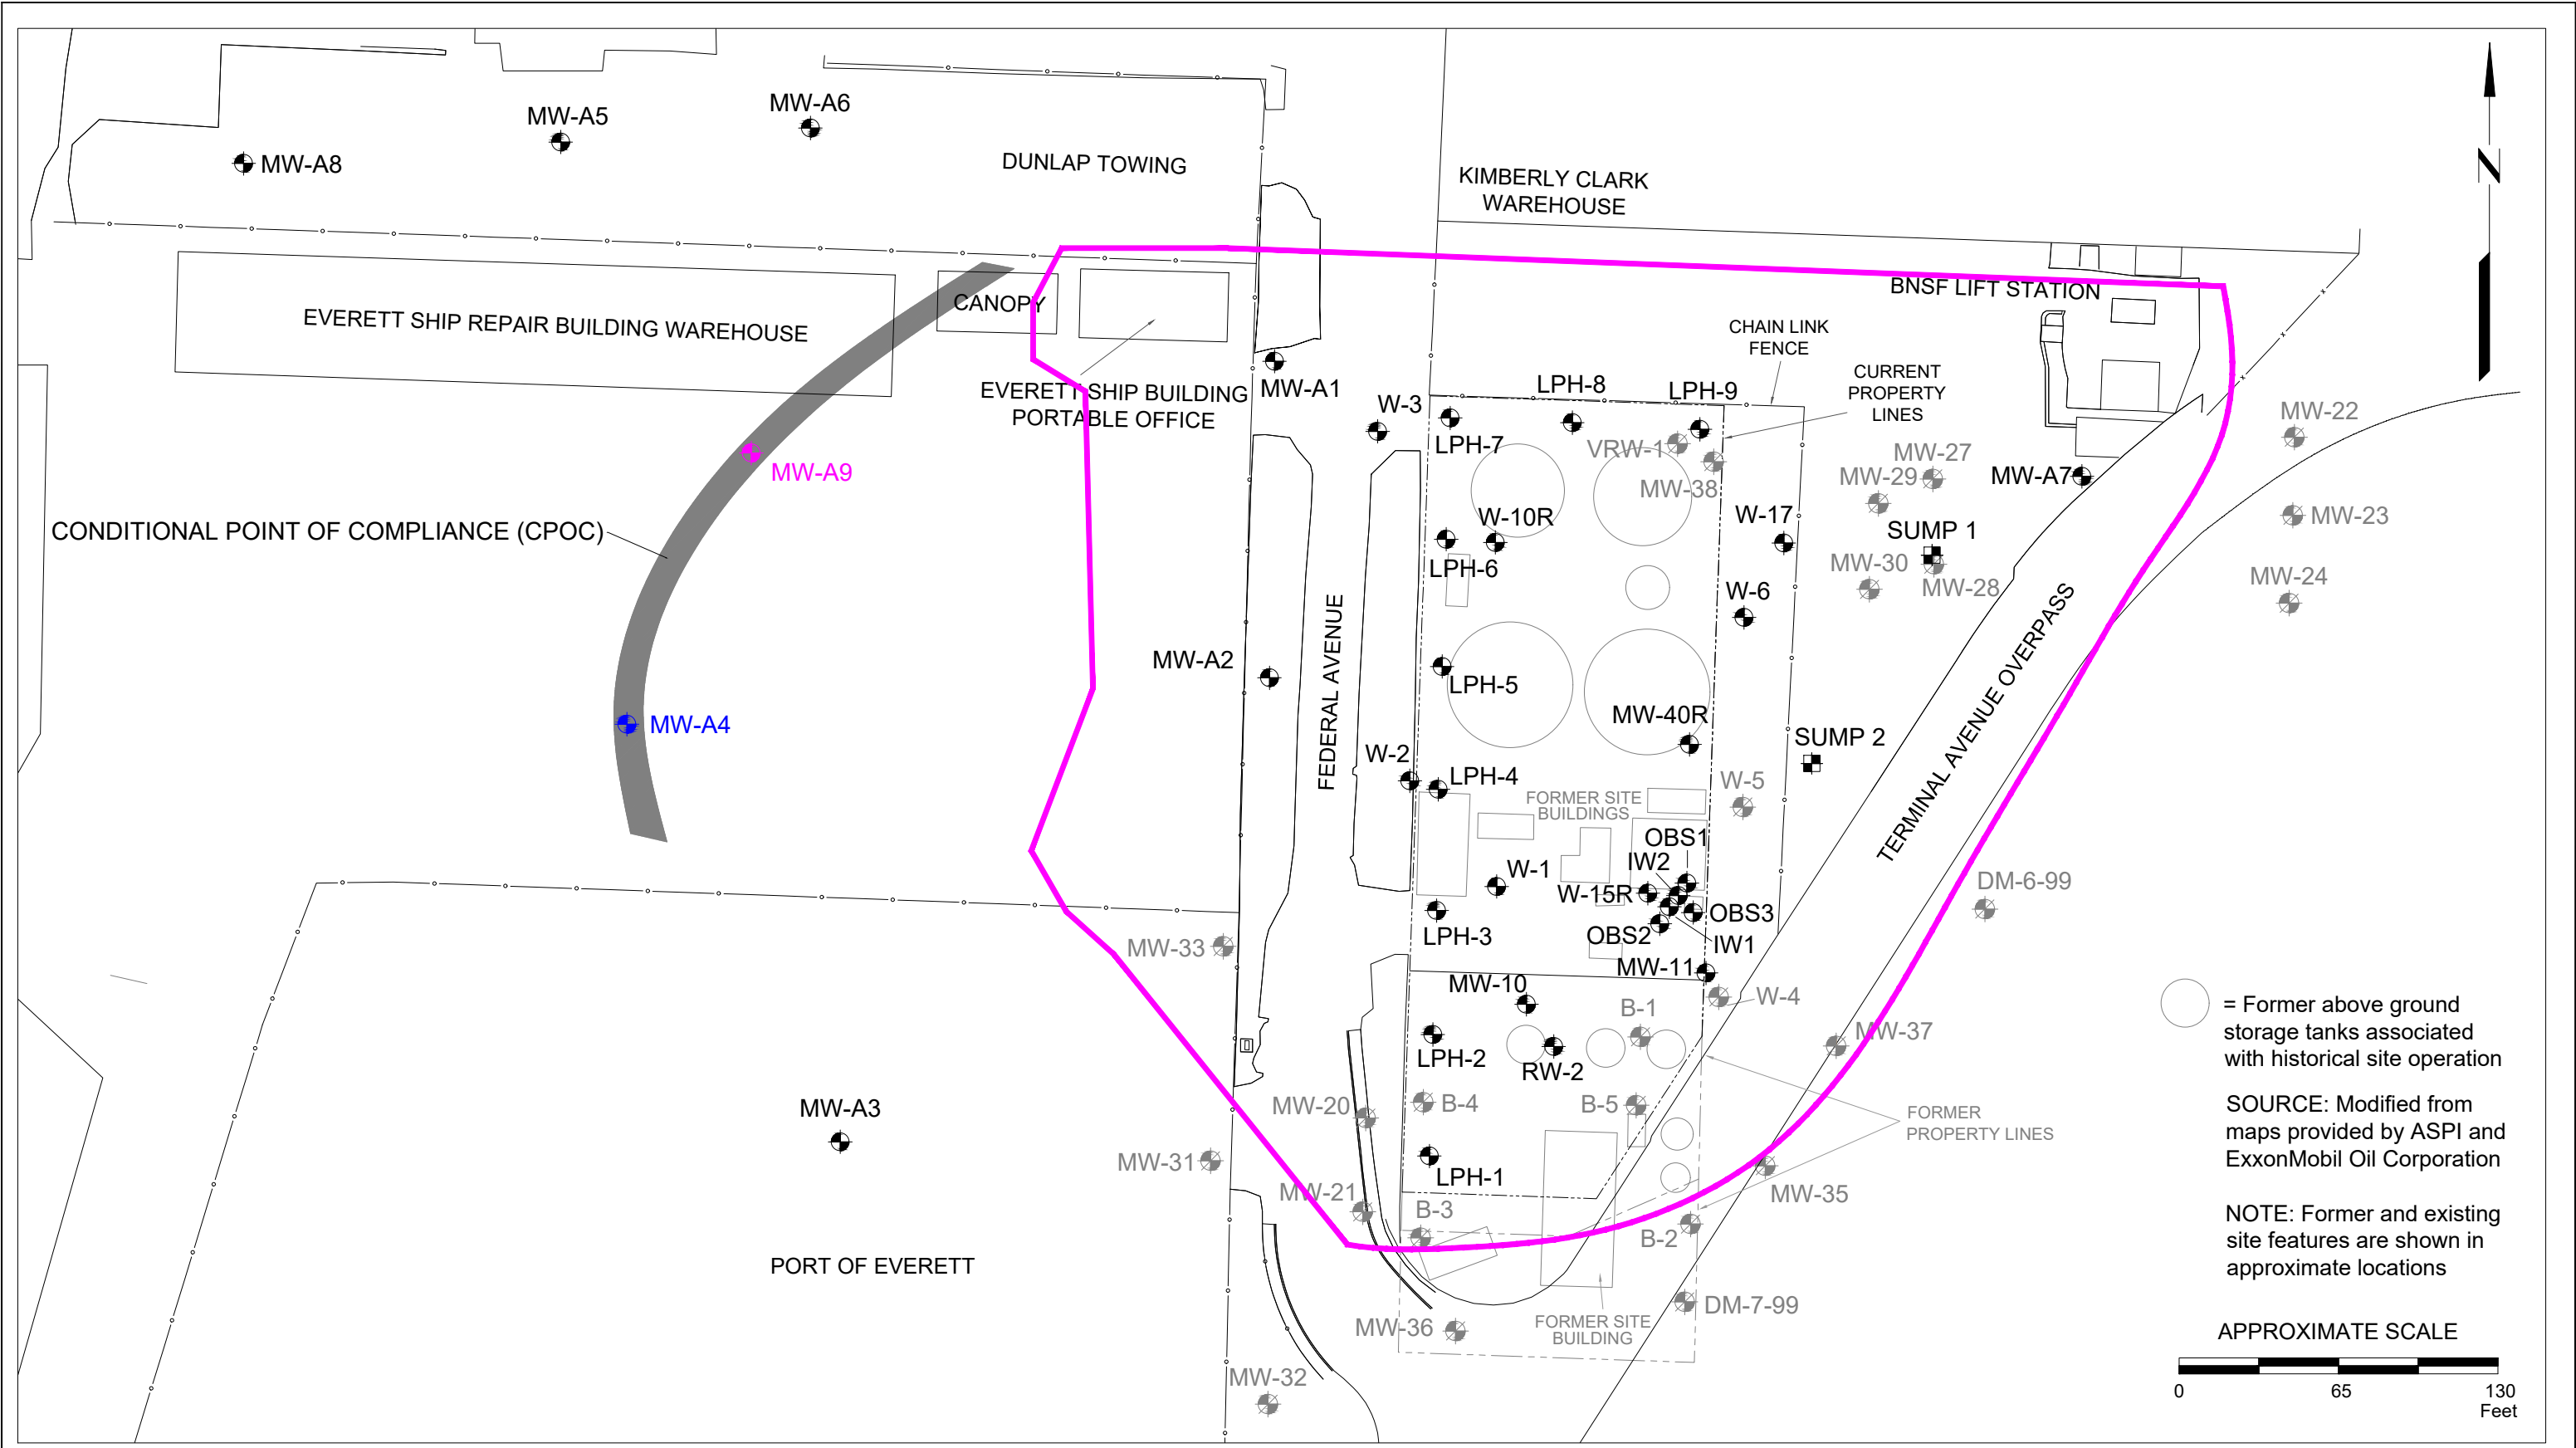 MW-A8
MW-A5
MW-A6
DUNLAP TOWING
KIMBERLY CLARK
WAREHOUSE
N
EVERETT SHIP REPAIR BUILDING WAREHOUSE
CANOPY
EVERETT SHIP BUILDING
PORTABLE OFFICE
MW-A1
BNSF LIFT STATION
CHAIN LINK
FENCE
CURRENT
PROPERTY
LINES
W-3
LPH-7
LPH-8
LPH-9
VRW-1
MW-38
MW-27
MW-29
MW-A7
MW-22
MW-23
MW-24
MW-A9
CONDITIONAL POINT OF COMPLIANCE (CPOC)
W-10R
LPH-6
W-17
SUMP 1
MW-30
MW-28
W-6
MW-A2
FEDERAL AVENUE
LPH-5
MW-A4
MW-40R
SUMP 2
TERMINAL AVENUE OVERPASS
W-2
LPH-4
FORMER SITE
BUILDINGS
W-5
OBS1
IW2
W-1
W-15R
OBS3
OBS2
IW1
LPH-3
MW-11
DM-6-99
MW-33
MW-10
W-4
B-1
MW-37
LPH-2
RW-2
= Former above ground
storage tanks associated
with historical site operation
MW-A3
MW-20
B-4
B-5
FORMER
PROPERTY LINES
SOURCE: Modified from
maps provided by ASPI and
ExxonMobil Oil Corporation
MW-31
LPH-1
MW-35
MW-21
B-3
B-2
NOTE: Former and existing
site features are shown in
approximate locations
PORT OF EVERETT
DM-7-99
MW-36
FORMER SITE
BUILDING
MW-32
APPROXIMATE SCALE
0 65 130
Feet